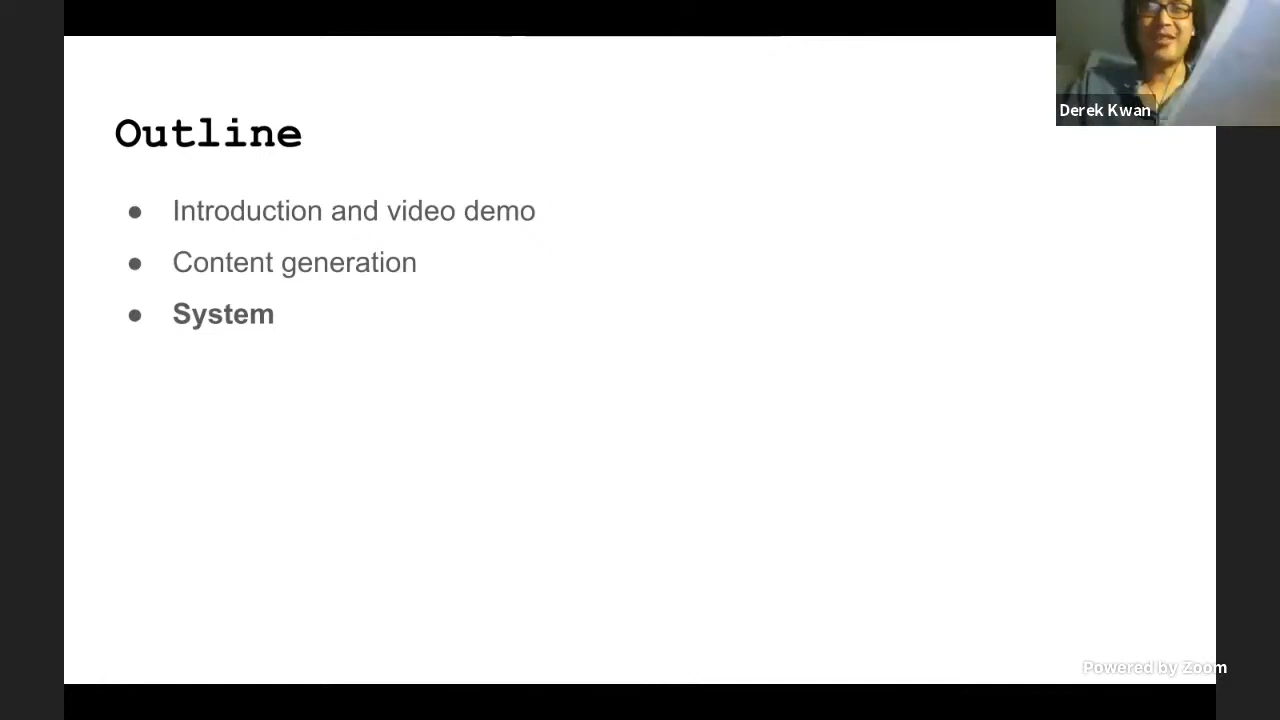 Derek Kwan
Outline
● Introduction and video demo
● Content generation
● System
Powered by Zoom